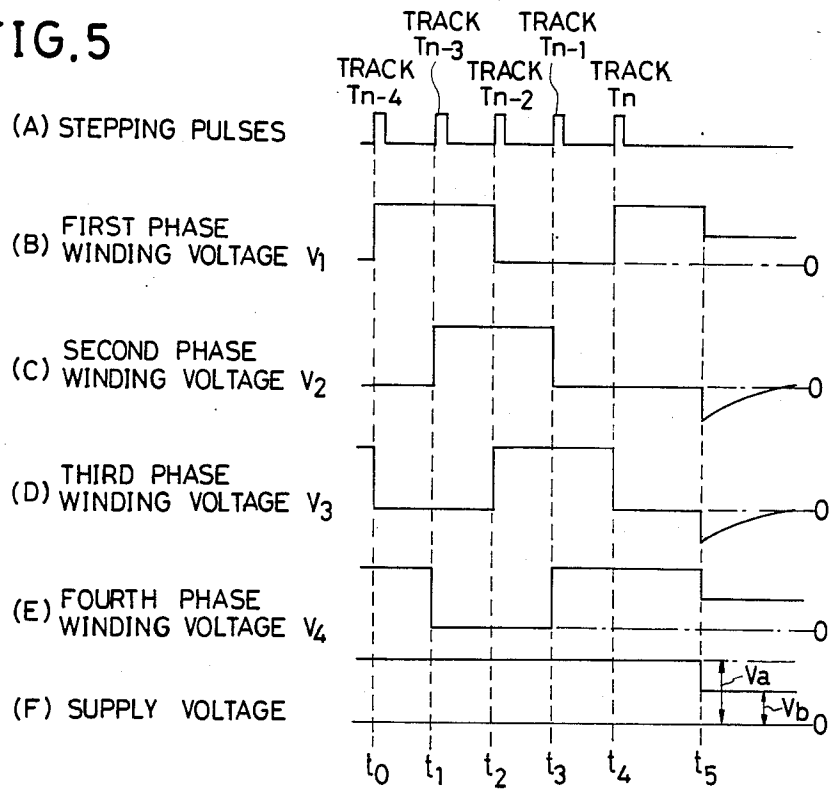 FIG.5
TRACK Tn-3
TRACK Tn-1
TRACK Tn-4
TRACK Tn-2
TRACK Tn
(A) STEPPING PULSES
(B) FIRST PHASE
WINDING VOLTAGE V1
0
(C) SECOND PHASE
WINDING VOLTAGE V2
0
(D) THIRD PHASE
WINDING VOLTAGE V3
0
(E) FOURTH PHASE
WINDING VOLTAGE V4
0
(F) SUPPLY VOLTAGE
Va
Vb
0
t0 t1 t2 t3 t4 t5